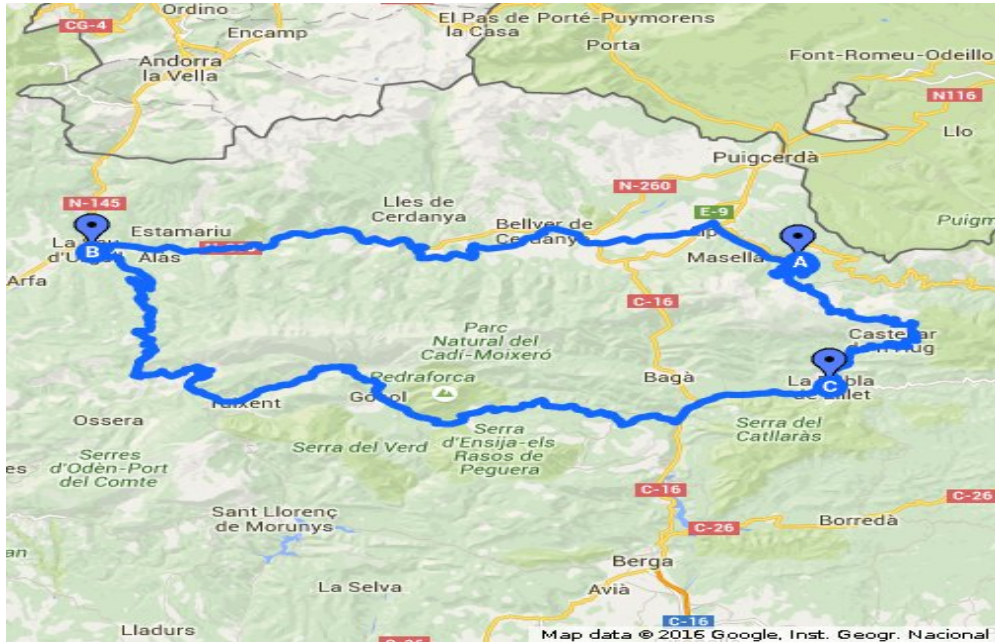 Ordino
CG-4
Encamp
Andorra
la Vella
El Pas de Porté-Puymorens
la Casa
Porta
Font-Romeu-Odeillo
N116
Llo
Puigcerdà
N-260
N-145
Lles de
Cerdanya
E-9
Estamariu
Bellver de
La
B
Alàs
Masella
A
Arfa
C-16
Parc
Natural del
Cadí-Moixeró
Pedraforca
Bagà
La
C
Ossera
Serra del Verd
Serra
d'Ensija-els
Rasos de
Peguera
Serra del
Catllaràs
Serres
d'Odèn-Port
del Comte
C-16
C-26
Sant Llorenç
de Morunys
C-26
Borredà
Berga
La Selva
Avià
C-16
Lladurs
C-26
Map data © 2016 Google, Inst. Geogr. Nacional